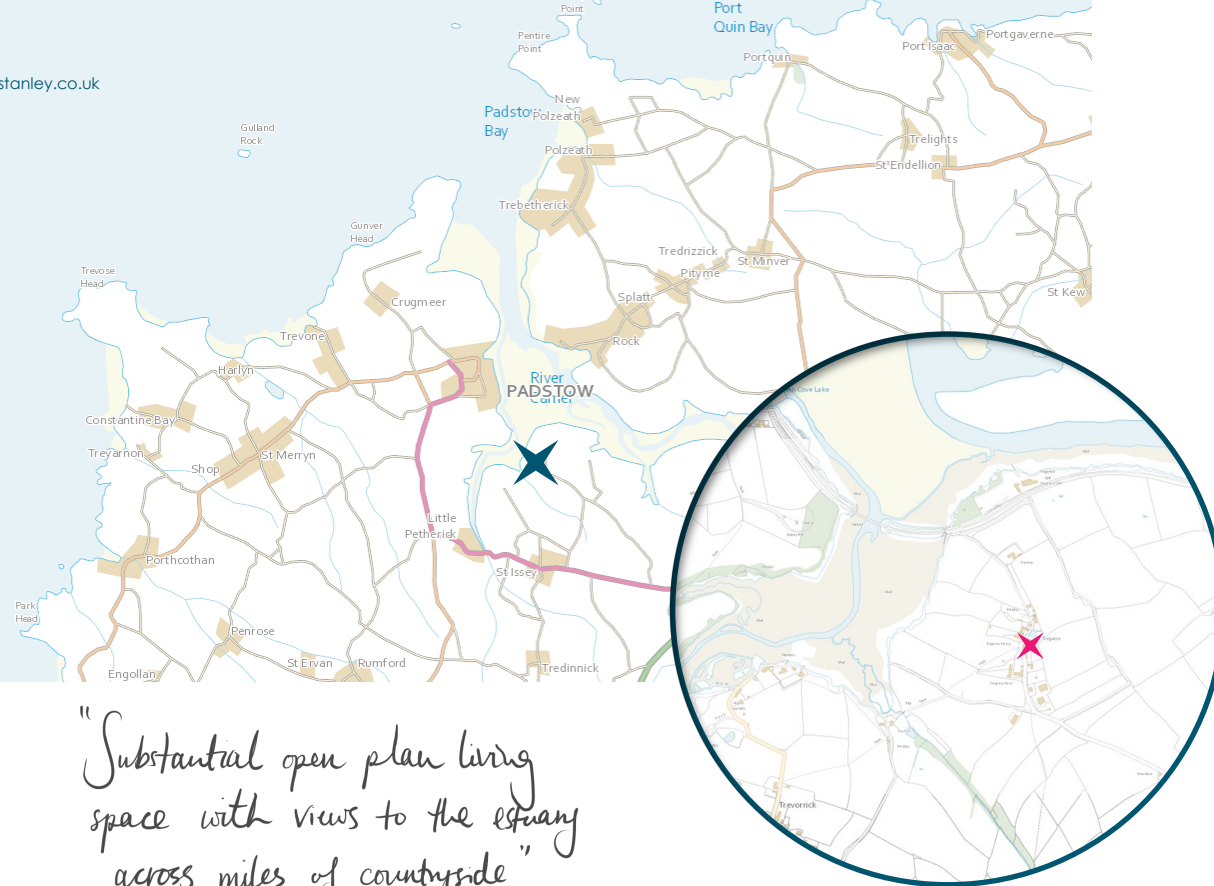 Point
Port
Quin Bay
Pentire
Point
Port Isaac
Portgaverne
Portquin
stanley.co.uk
New
Polzeath
Padstow
Bay
Gulland
Rock
Trelights
Polzeath
St Endellion
Trebetherick
Gunver
Head
Tredrizzick
St Minver
Pityme
Trevose
Head
St Kew
Splatt
Crugmeer
Trevone
Rock
Harlyn
River
Camel
PADSTOW
Cove Lake
Constantine Bay
Treyarnon
St Merryn
Shop
Little
Petherick
Porthcothan
St Issey
Park
Head
Penrose
St Ervan
Rumford
Tredinnick
Engollan
Trevorrick
"Substantial open plan living
space with views to the estuary
across miles of countryside"